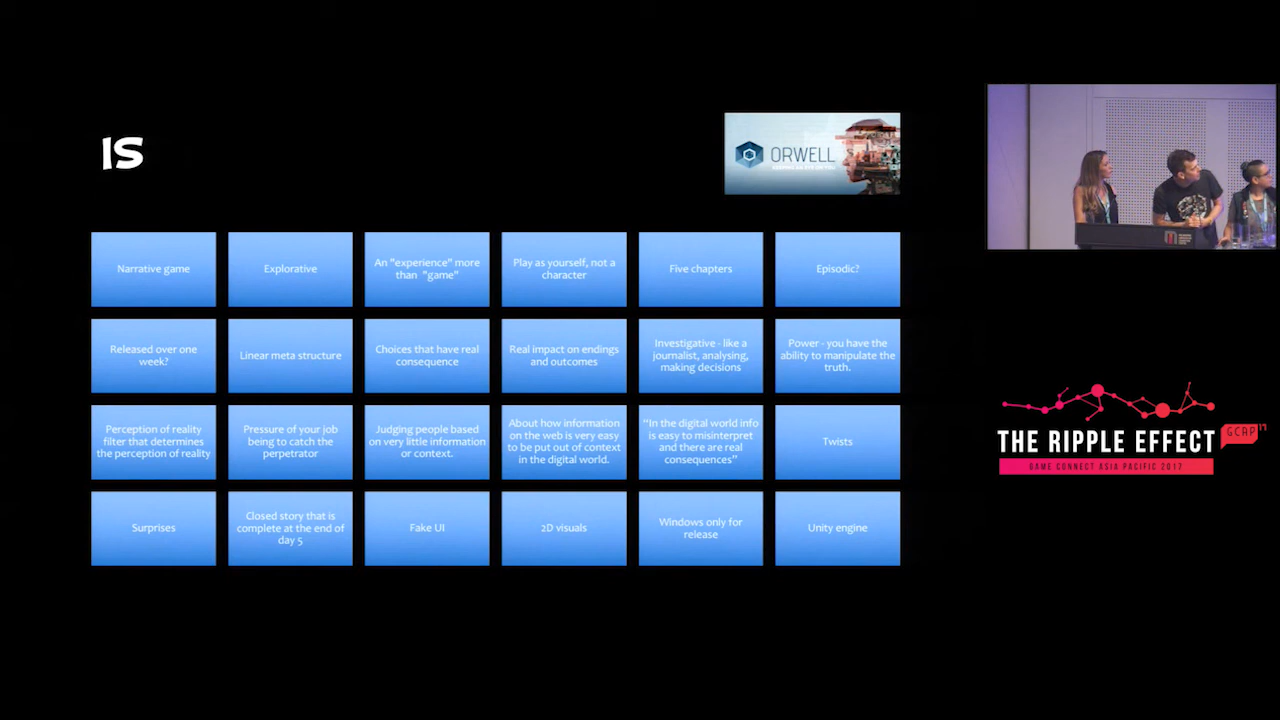 IS
ORWELL
Narrative game
Explorative
An "experience" more
than "game"
Play as yourself, not a
character
Five chapters
Episodic?
Released over one
week?
Linear meta structure
Choices that have real
consequence
Real impact on endings
and outcomes
Investigative - like a
journalist, analysing,
making decisions
Power - you have the
ability to manipulate the
truth.
Perception of reality
filter that determines
the perception of reality
Pressure of your job
being to catch the
perpetrator
Judging people based
on very little information
or context.
About how information
on the web is very easy
to be put out of context
in the digital world.
"In the digital world info
is easy to misinterpret
and there are real
consequences"
Twists
Surprises
Closed story that is
complete at the end of
day 5
Fake UI
2D visuals
Windows only for
release
Unity engine
THE RIPPLE EFFECT
GCAP 17
GAME CONNECT ASIA PACIFIC 2017